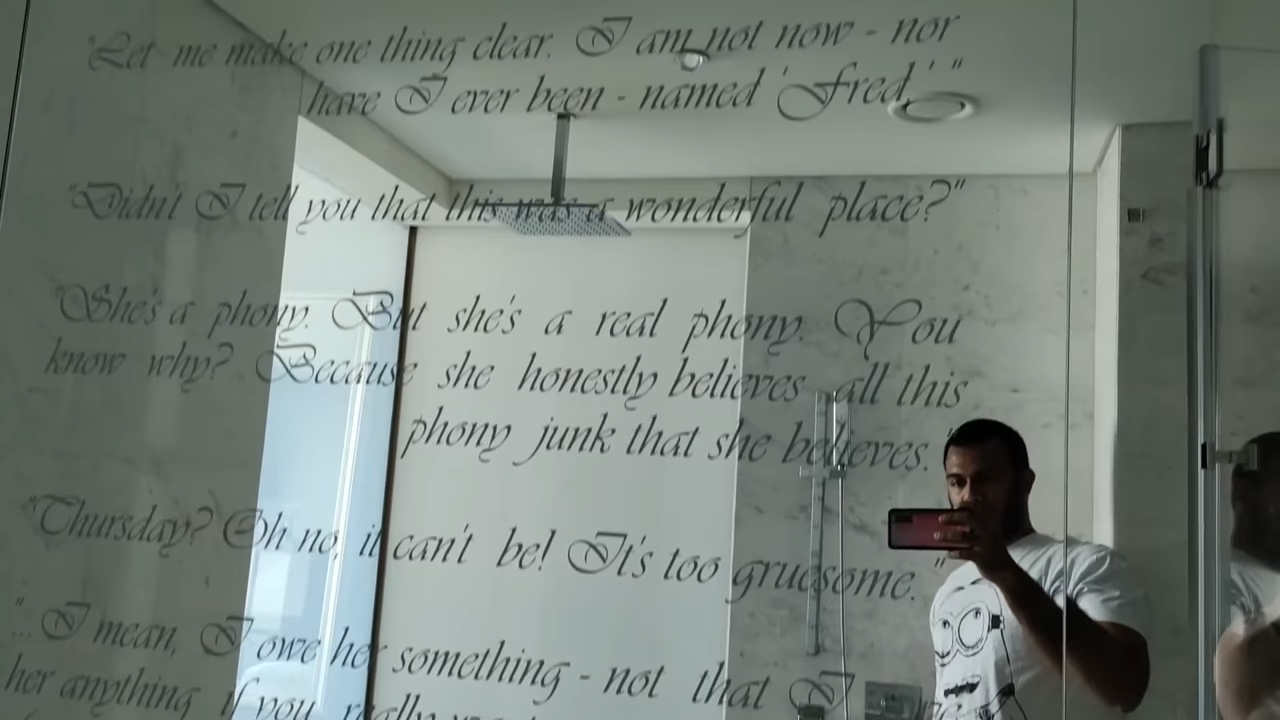 "Let me make one thing clear. I am not now - nor
have I ever been - named 'Fred.' "
"Didn't I tell you that this was a wonderful place?"
"She's a phony. But she's a real phony. You
know why? Because she honestly believes all this
phony junk that she believes."
"Thursday? Oh no, it can't be! It's too gruesome."
"...I mean, I owe her something - not that I
her anything if you really